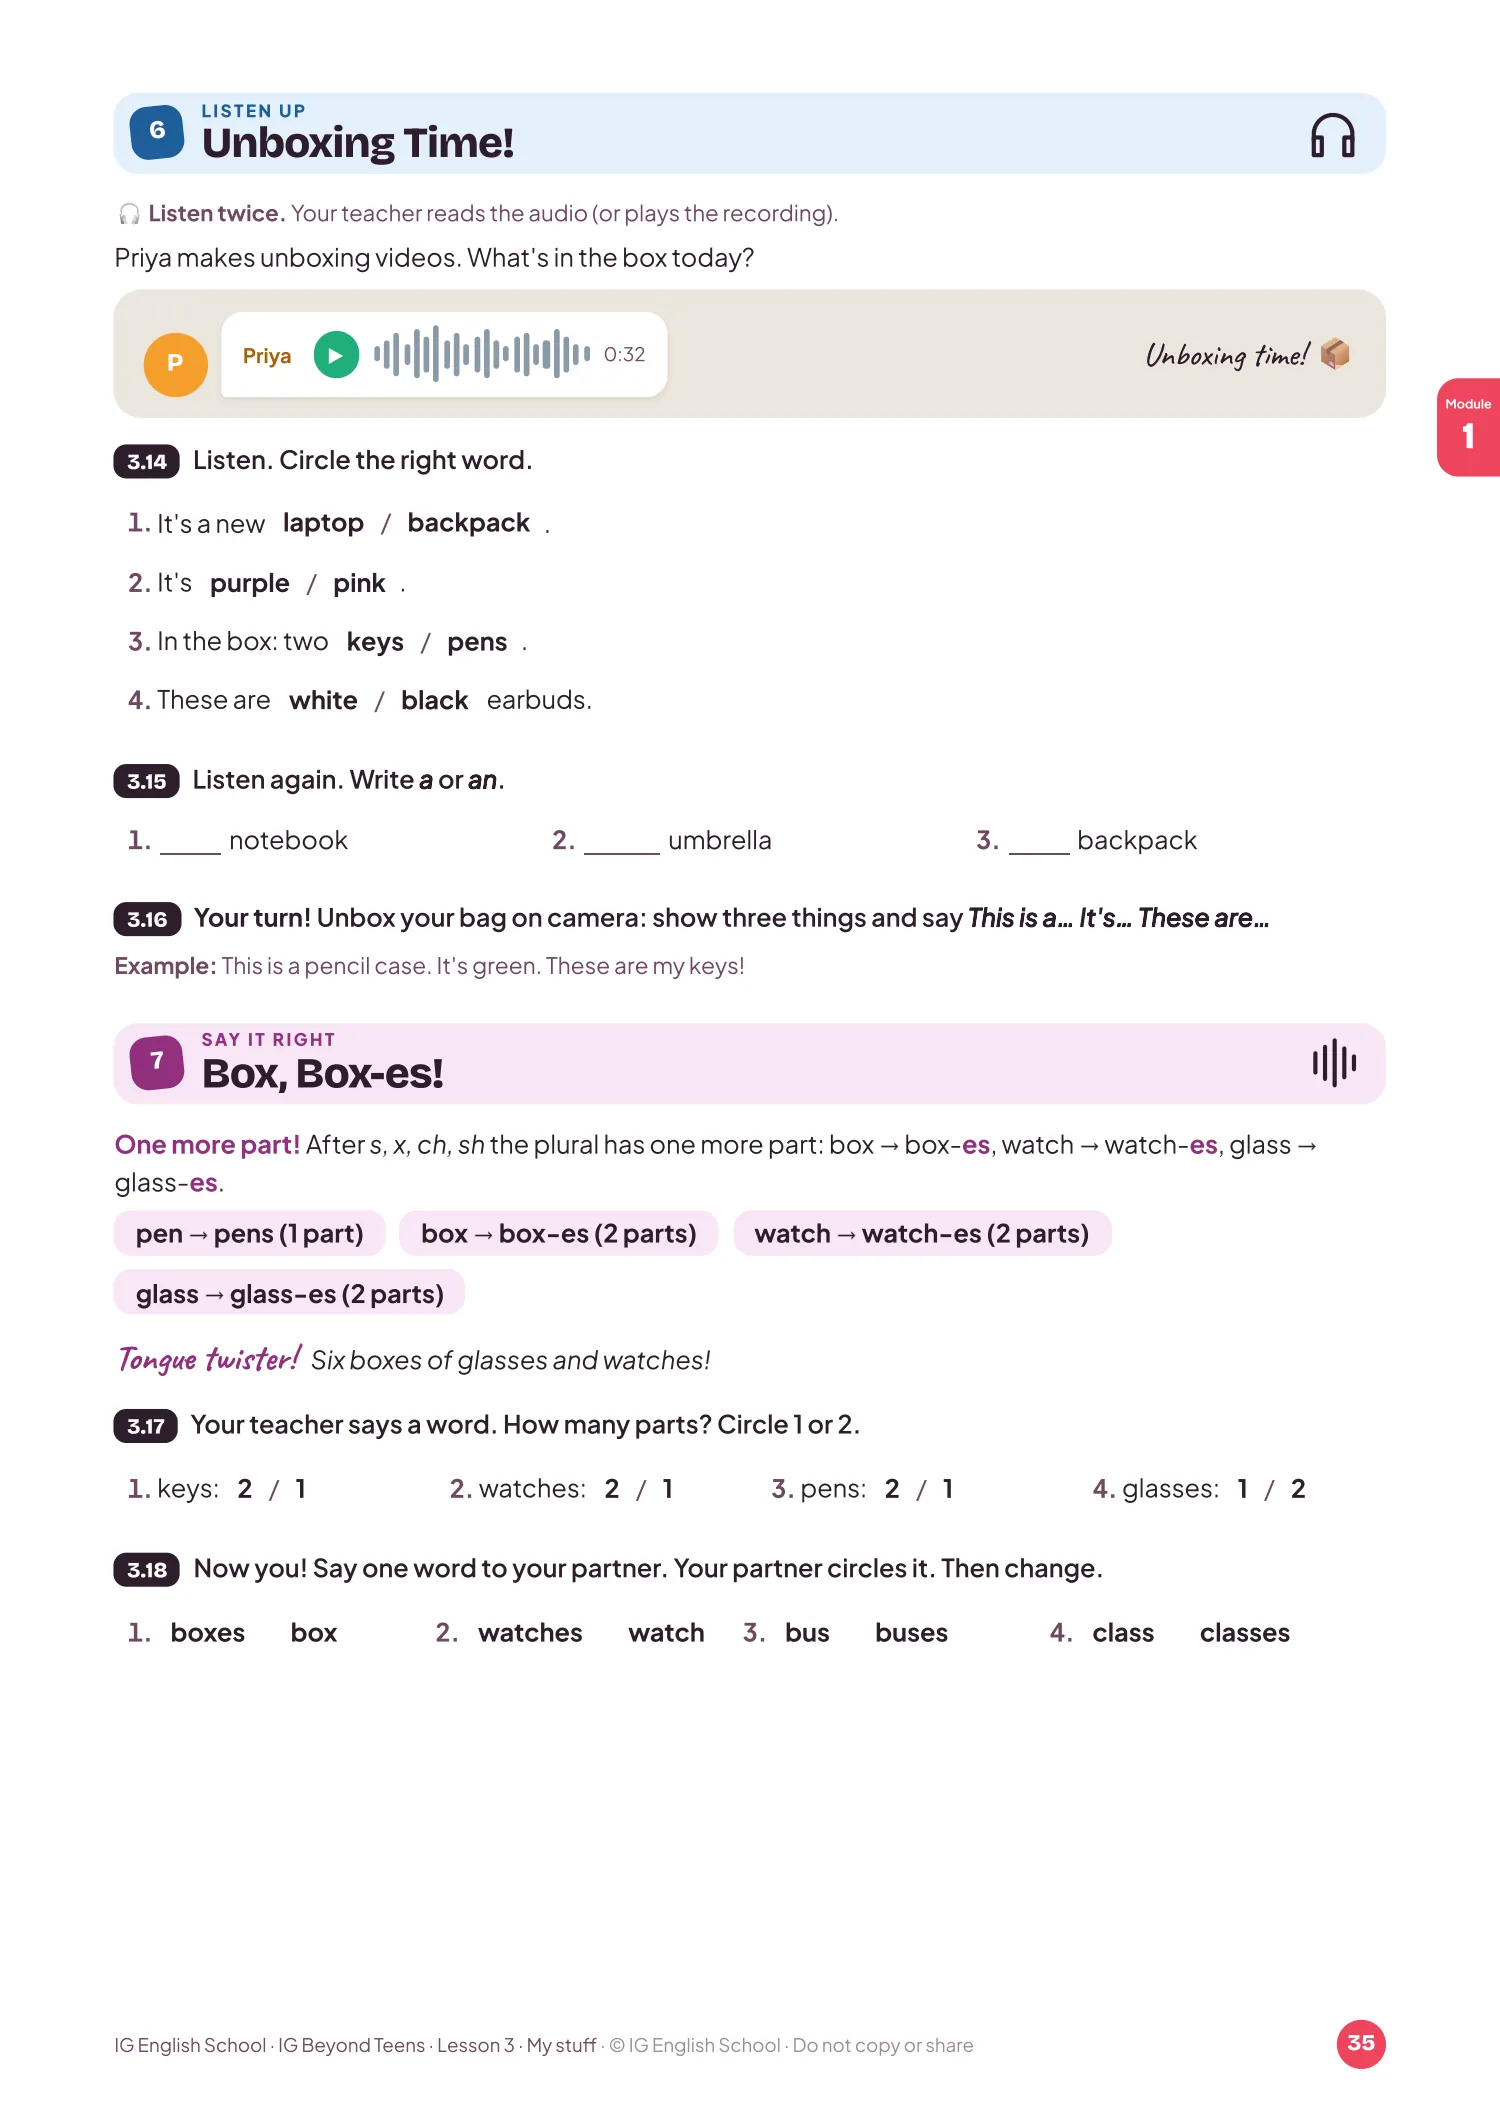 6
LISTEN UP
Unboxing Time!
Listen twice. Your teacher reads the audio (or plays the recording).
Priya makes unboxing videos. What's in the box today?
P
Priya
0:32
Unboxing time!
Module
1
3.14 Listen. Circle the right word.
1. It's a new laptop / backpack .
2. It's purple / pink .
3. In the box: two keys / pens .
4. These are white / black earbuds.
3.15 Listen again. Write a or an.
1. _____ notebook 2. _____ umbrella 3. _____ backpack
3.16 Your turn! Unbox your bag on camera: show three things and say This is a... It's... These are...
Example: This is a pencil case. It's green. These are my keys!
7
SAY IT RIGHT
Box, Box-es!
One more part! After s, x, ch, sh the plural has one more part: box → box-es, watch → watch-es, glass →
glass-es.
pen → pens (1 part) box → box-es (2 parts) watch → watch-es (2 parts)
glass → glass-es (2 parts)
Tongue twister! Six boxes of glasses and watches!
3.17 Your teacher says a word. How many parts? Circle 1 or 2.
1. keys: 2 / 1 2. watches: 2 / 1 3. pens: 2 / 1 4. glasses: 1 / 2
3.18 Now you! Say one word to your partner. Your partner circles it. Then change.
1. boxes box 2. watches watch 3. bus buses 4. class classes
IG English School · IG Beyond Teens · Lesson 3 · My stuff · © IG English School · Do not copy or share
35